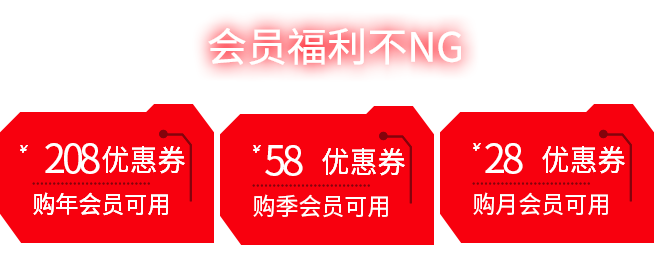 会员福利不NG
¥ 208优惠券
购年会员可用
¥ 58 优惠券
购季会员可用
¥ 28 优惠券
购月会员可用